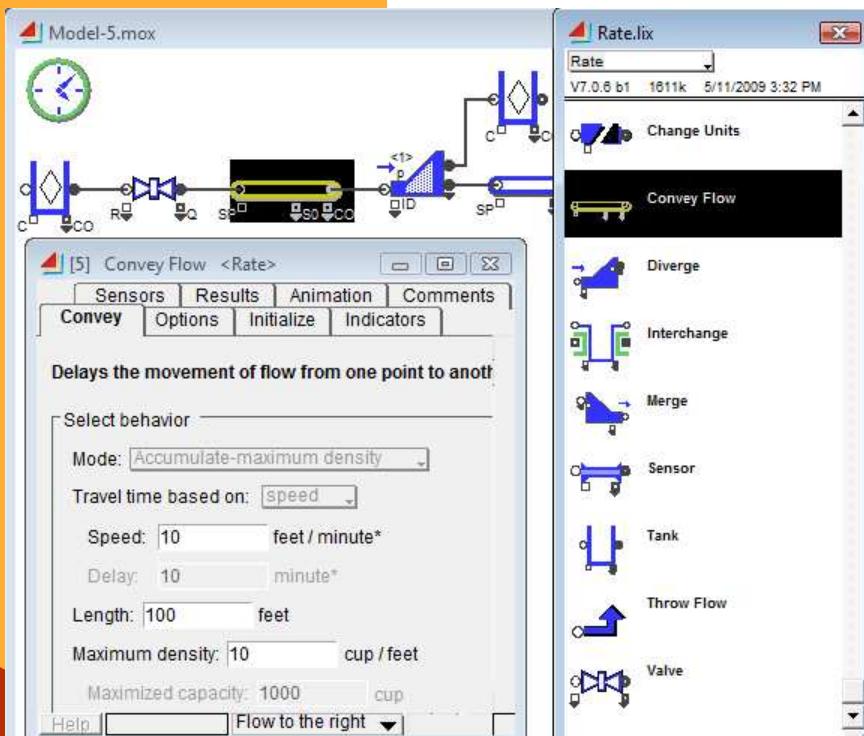 Model-5.mox
<1>
p
C
CO
R
Q
SP
S0
CO
ID
C
C
SP
[5] Convey Flow <Rate>
Sensors Results Animation Comments
Convey Options Initialize Indicators
Delays the movement of flow from one point to anoth
Select behavior
Mode: Accumulate-maximum density
Travel time based on: speed
Speed: 10 feet / minute*
Delay: 10 minute*
Length: 100 feet
Maximum density: 10 cup / feet
Maximized capacity: 1000 cup
Help Flow to the right
Rate.lix
Rate
V7.0.6 b1 1611k 5/11/2009 3:32 PM
Change Units
Convey Flow
Diverge
Interchange
Merge
Sensor
Tank
Throw Flow
Valve